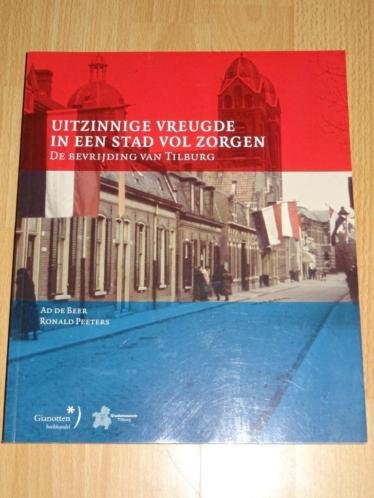 UITZINNIGE VREUGDE
IN EEN STAD VOL ZORGEN
DE BEVRIJDING VAN TILBURG
AD DE BEER
RONALD PEETERS
Gianotten
boekhandel
Stadsmuseum
Tilburg